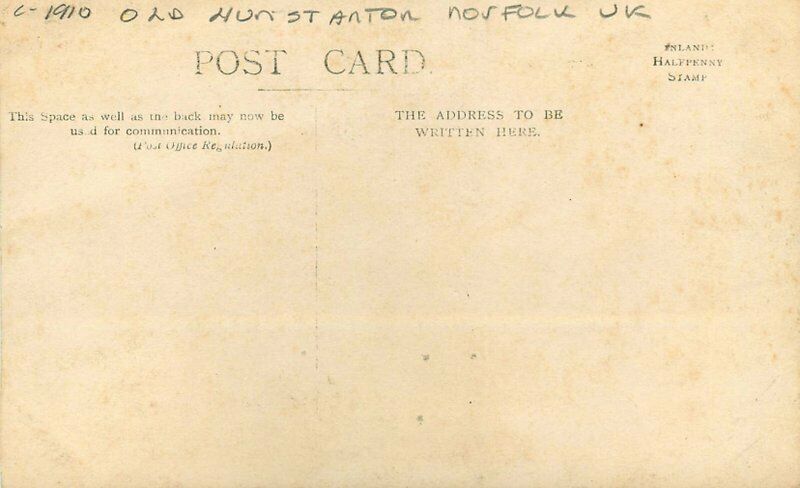 c-1910 OLD HUNSTANTON NORFOLK UK
POST CARD.
INLAND:
HALFPENNY
STAMP
This Space as well as the back may now be
used for communication.
(Post Office Regulation.)
THE ADDRESS TO BE
WRITTEN HERE.